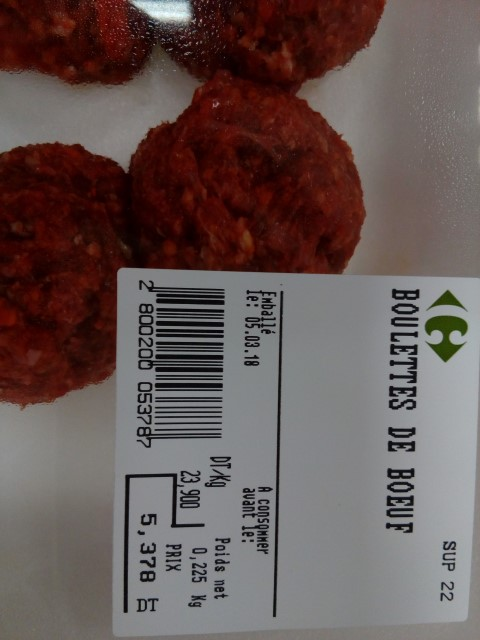 SUP 22
BOULETTES DE BOEUF
Emballé
le: 05.03.18
A consommer
avant le:
DT/Kg
23,900
Poids net
0,225 Kg
PRIX
5,378 DT
2 800200 053787